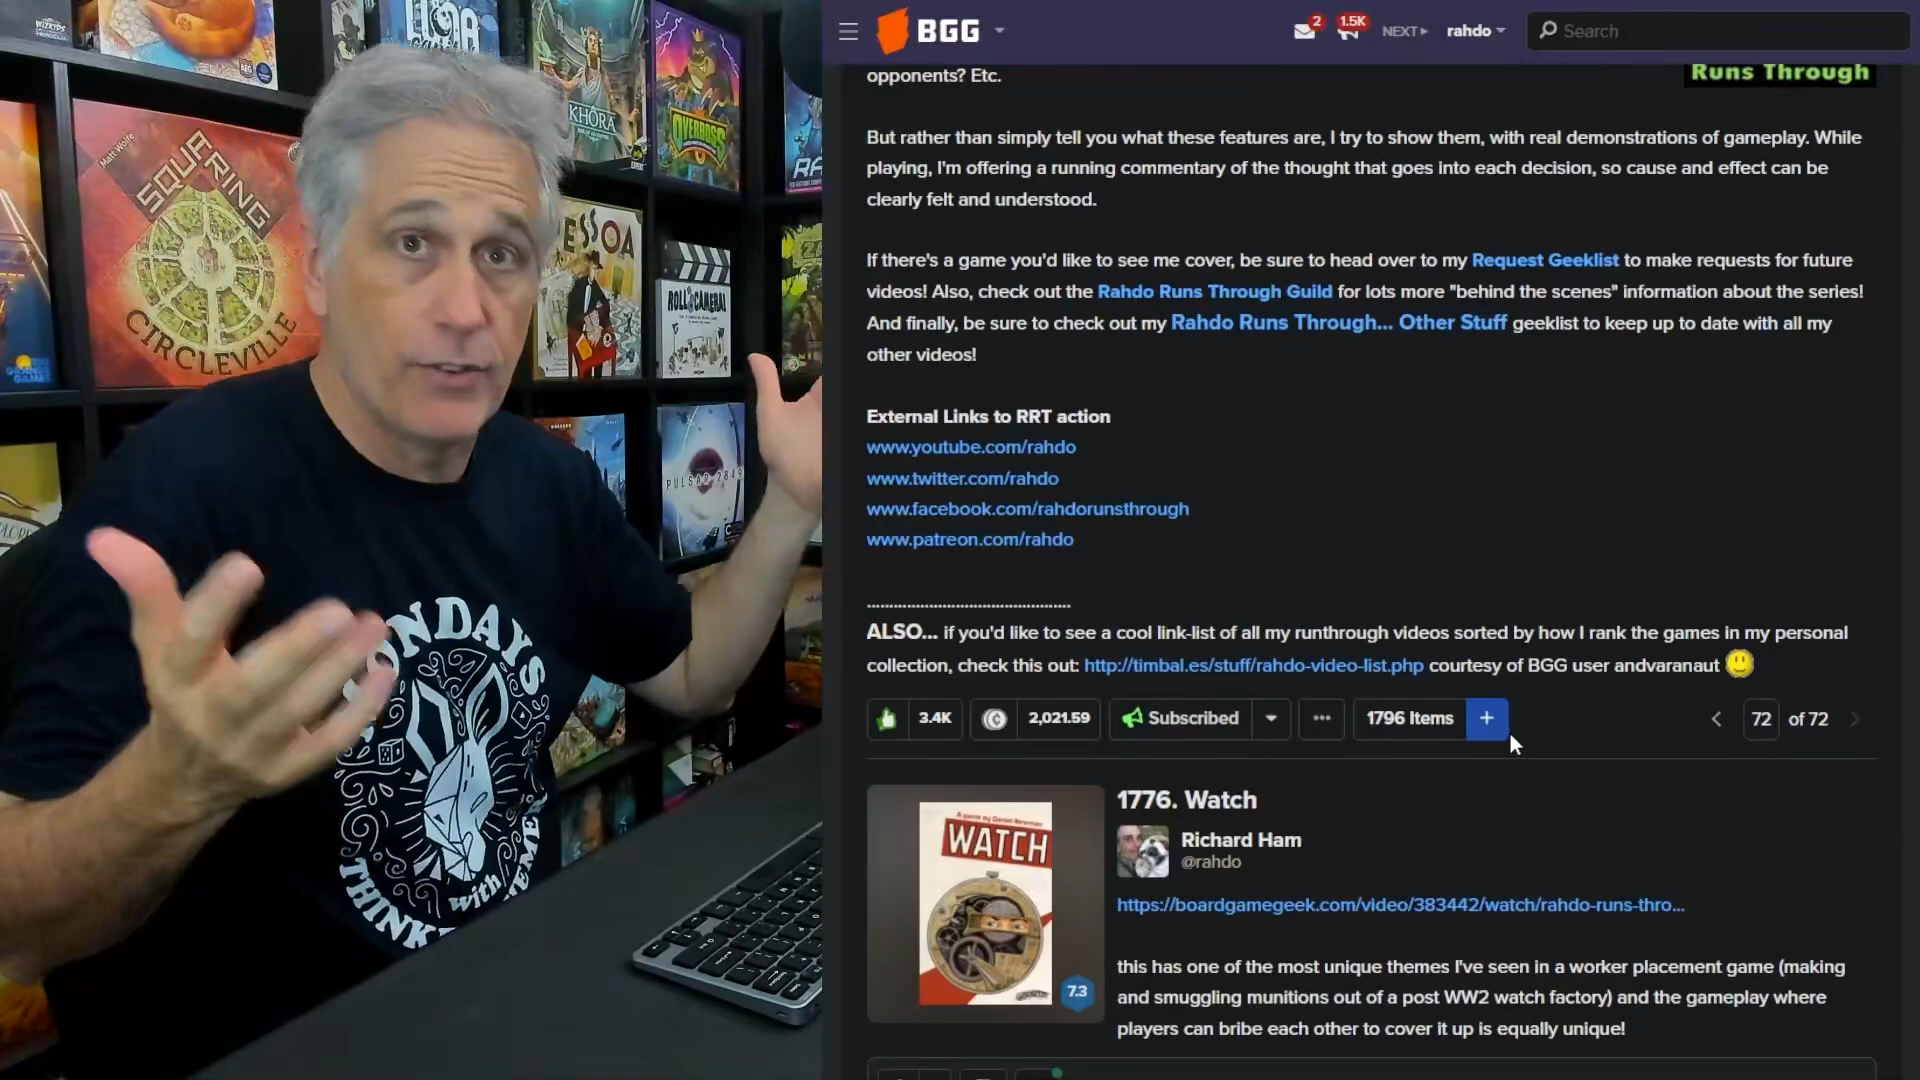 WIZKIDS
AEG
Matt Wolfe
SQUARING
CIRCLEVILLE
KHÔRA
OVERBOSS
ESSOA
ROLL CAMERA!
PULSAR 2849
ONDAYS
THINK
with
BGG
2
1.5K
NEXT
rahdo
Search
opponents? Etc.
Runs Through
But rather than simply tell you what these features are, I try to show them, with real demonstrations of gameplay. While
playing, I'm offering a running commentary of the thought that goes into each decision, so cause and effect can be
clearly felt and understood.
If there's a game you'd like to see me cover, be sure to head over to my Request Geeklist to make requests for future
videos! Also, check out the Rahdo Runs Through Guild for lots more "behind the scenes" information about the series!
And finally, be sure to check out my Rahdo Runs Through... Other Stuff geeklist to keep up to date with all my
other videos!
External Links to RRT action
www.youtube.com/rahdo
www.twitter.com/rahdo
www.facebook.com/rahdorunsthrough
www.patreon.com/rahdo
..............................................
ALSO... if you'd like to see a cool link-list of all my runthrough videos sorted by how I rank the games in my personal
collection, check this out: http://timbal.es/stuff/rahdo-video-list.php courtesy of BGG user andvaranaut
3.4K
2,021.59
Subscribed
1796 Items
+
72 of 72
1776. Watch
A game by Daniel Newman
WATCH
7.3
Richard Ham
@rahdo
https://boardgamegeek.com/video/383442/watch/rahdo-runs-thro...
this has one of the most unique themes I've seen in a worker placement game (making
and smuggling munitions out of a post WW2 watch factory) and the gameplay where
players can bribe each other to cover it up is equally unique!